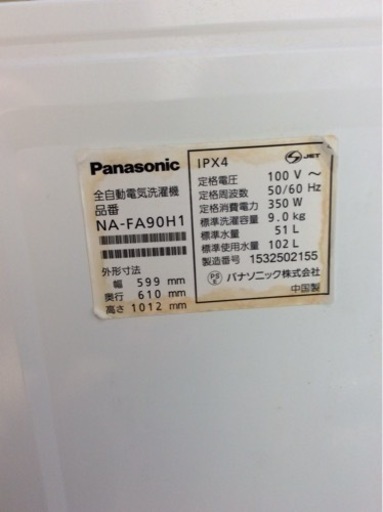 Panasonic
全自動電気洗濯機
品番
NA-FA90H1
外形寸法
幅 599 mm
奥行 610 mm
高さ 1012 mm
IPX4
JET
定格電圧 100 V ～
定格周波数 50/60 Hz
定格消費電力 350 W
標準洗濯容量 9.0 kg
標準水量 51 L
標準使用水量 102 L
製造番号 1532502155
PS E パナソニック株式会社
中国製